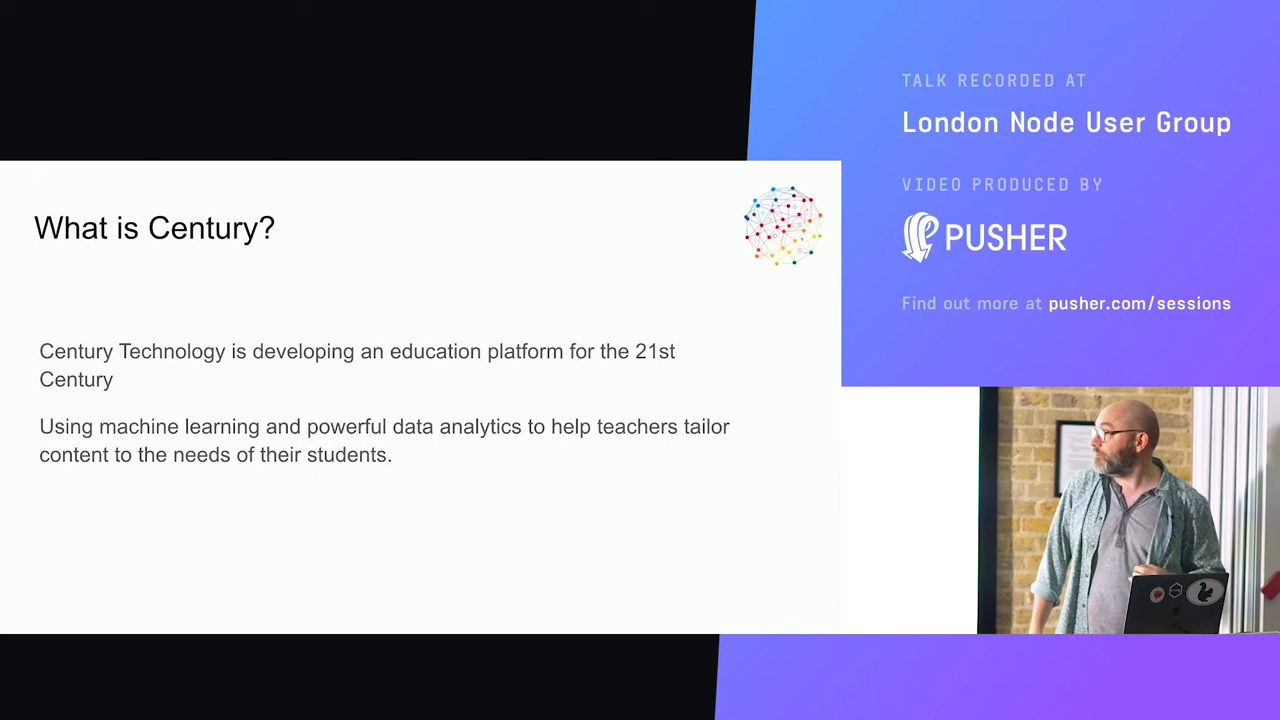 What is Century?
Century Technology is developing an education platform for the 21st
Century
Using machine learning and powerful data analytics to help teachers tailor
content to the needs of their students.
TALK RECORDED AT
London Node User Group
VIDEO PRODUCED BY
PUSHER
Find out more at pusher.com/sessions